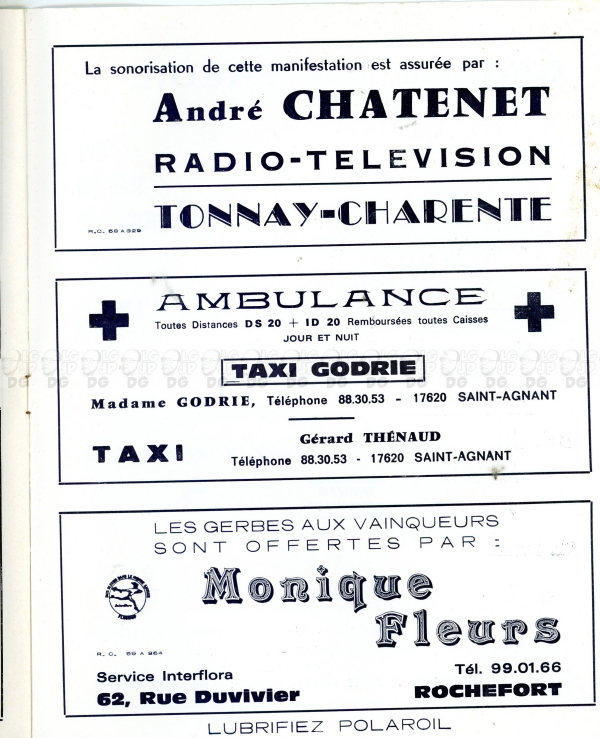 La sonorisation de cette manifestation est assurée par :
André CHATENET
RADIO-TELEVISION
TONNAY-CHARENTE
R.C. 58 A 329
AMBULANCE
Toutes Distances DS 20 + ID 20 Remboursées toutes Caisses
JOUR ET NUIT
TAXI GODRIE
Madame GODRIE, Téléphone 88.30.53 - 17620 SAINT-AGNANT
Gérard THÉNAUD
TAXI
Téléphone 88.30.53 - 17620 SAINT-AGNANT
LES GERBES AUX VAINQUEURS
SONT OFFERTES PAR :
Monique
Fleurs
R. C. 69 A 264
Service Interflora
Tél. 99.01.66
62, Rue Duvivier
ROCHEFORT
LUBRIFIEZ POLAROIL